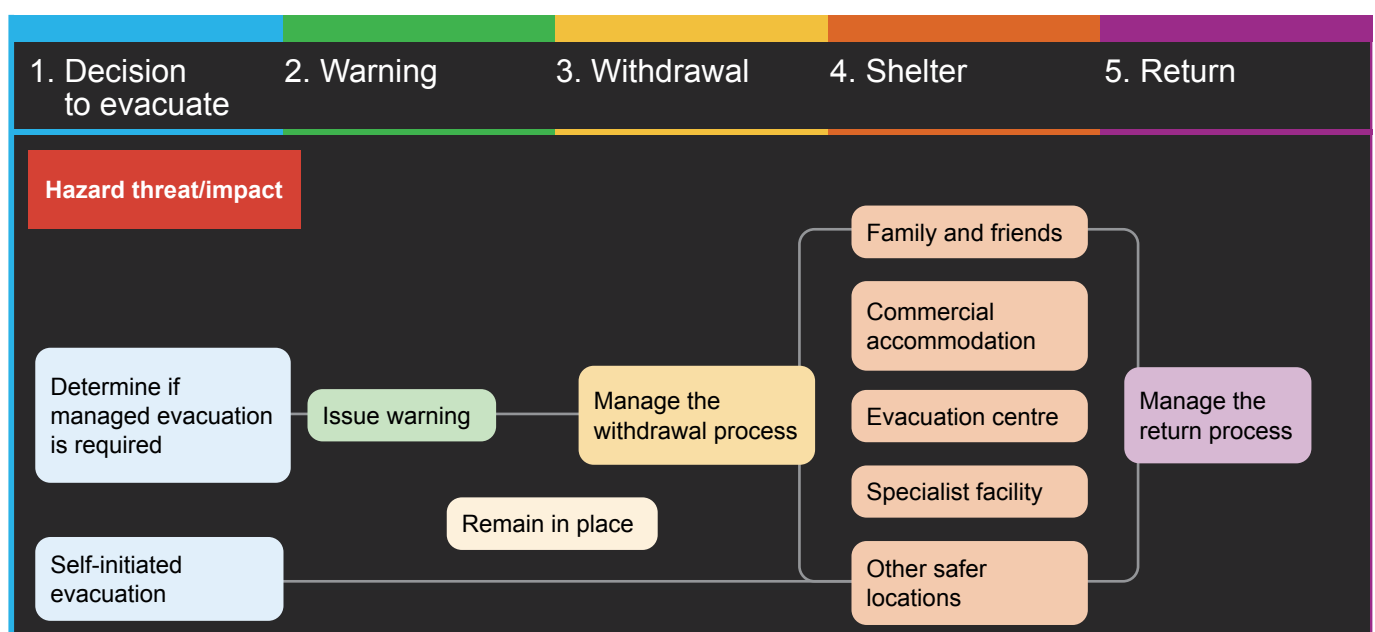 1. Decision
to evacuate
2. Warning
3. Withdrawal
4. Shelter
5. Return
Hazard threat/impact
Determine if
managed evacuation
is required
Self-initiated
evacuation
Issue warning
Remain in place
Manage the
withdrawal process
Family and friends
Commercial
accommodation
Evacuation centre
Specialist facility
Other safer
locations
Manage the
return process